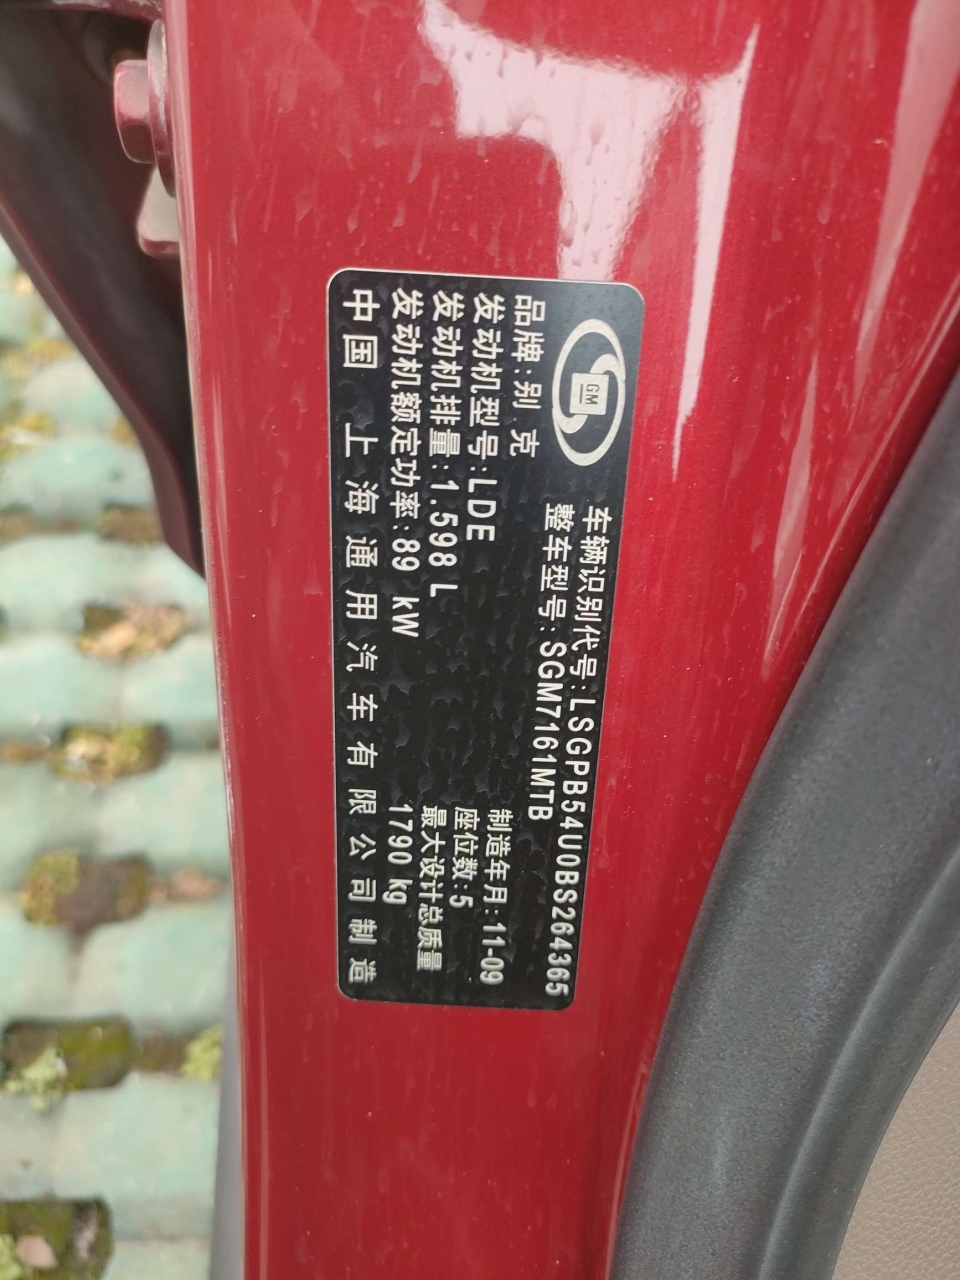 GM
车辆识别代号:LSGPB54U0BS264365
整车型号:SGM7161MTB
品牌:别克
发动机型号:LDE
制造年月:11-09
发动机排量:1.598 L
座位数:5
发动机额定功率:89 kW
最大设计总质量
1790 kg
中国 上海通用汽车有限公司制造